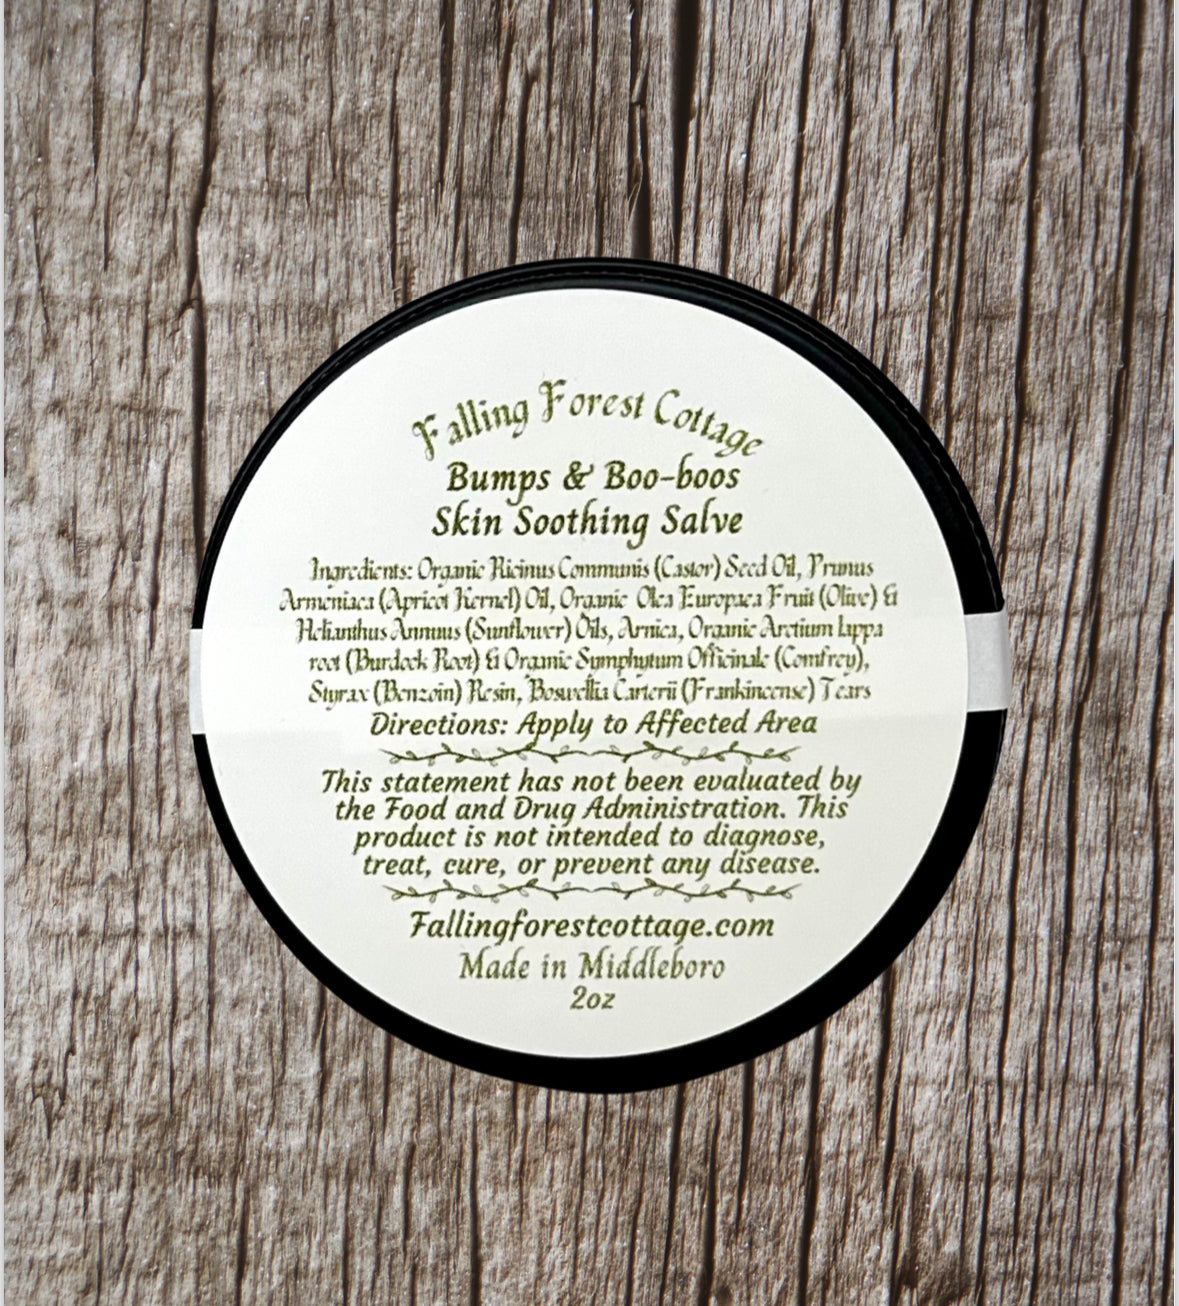 Falling Forest Cottage
Bumps & Boo-boos
Skin Soothing Salve
Ingredients: Organic Ricinus Communis (Castor) Seed Oil, Prunus
Armeniaca (Apricot Kernel) Oil, Organic Olea Europaea Fruit (Olive) &
Helianthus Annuus (Sunflower) Oils, Arnica, Organic Arctium lappa
root (Burdock Root) & Organic Symphytum Officinale (Comfrey),
Styrax (Benzoin) Resin, Boswellia Carterii (Frankincense) Tears
Directions: Apply to Affected Area
This statement has not been evaluated by
the Food and Drug Administration. This
product is not intended to diagnose,
treat, cure, or prevent any disease.
Fallingforestcottage.com
Made in Middleboro
2oz